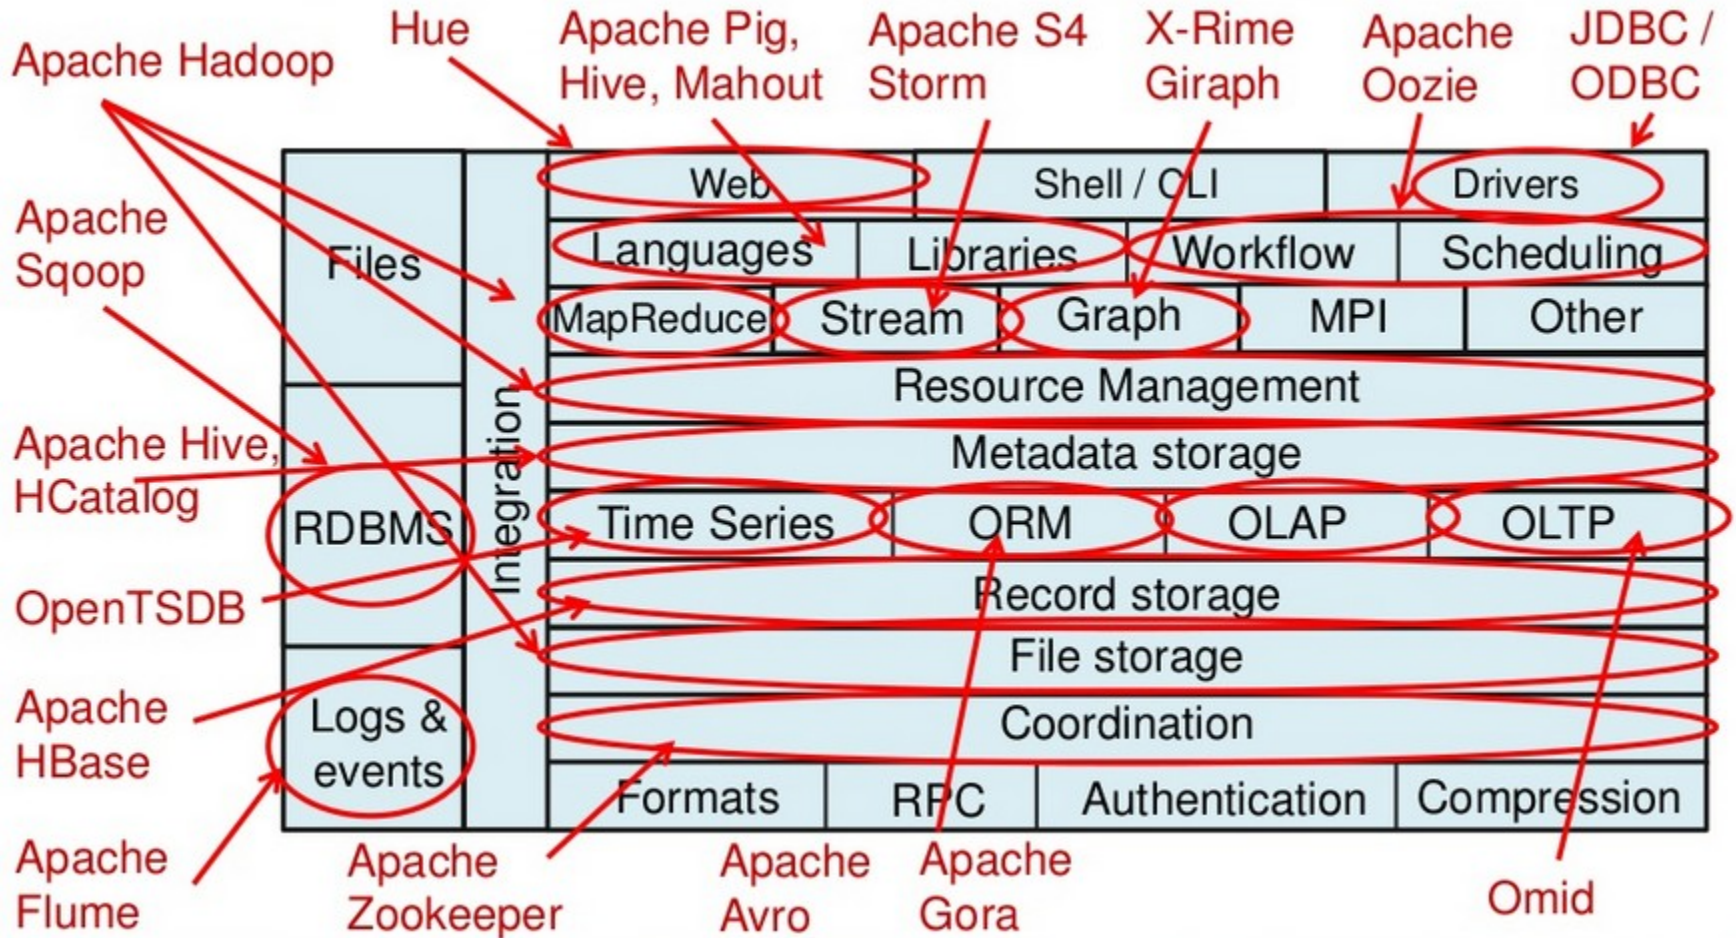 Hue
Apache Pig,
Hive, Mahout
Apache S4
Storm
X-Rime
Giraph
Apache
Oozie
JDBC /
ODBC
Apache Hadoop
Apache
Sqoop
Apache Hive,
HCatalog
OpenTSDB
Apache
HBase
Apache
Flume
Files
RDBMS
Logs &
events
Integration
Web
Shell / CLI
Drivers
Languages
Libraries
Workflow
Scheduling
MapReduce
Stream
Graph
MPI
Other
Resource Management
Metadata storage
Time Series
ORM
OLAP
OLTP
Record storage
File storage
Coordination
Formats
RPC
Authentication
Compression
Apache
Zookeeper
Apache
Avro
Apache
Gora
Omid